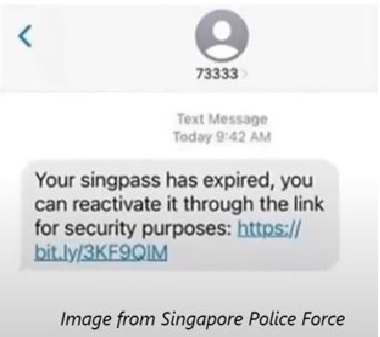 73333
Text Message
Today 9:42 AM
Your singpass has expired, you
can reactivate it through the link
for security purposes: https://
bit.ly/3KF9QIM
Image from Singapore Police Force